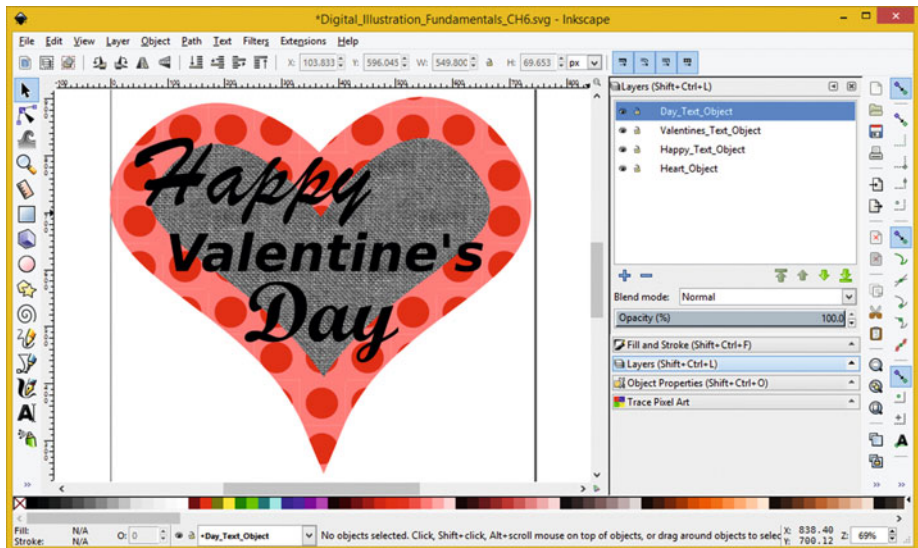 *Digital_Illustration_Fundamentals_CH6.svg - Inkscape
File Edit View Layer Object Path Text Filters Extensions Help
X: 103.833 Y: 596.045 W: 549.800 H: 69.653 px
Layers (Shift+Ctrl+L)
Day_Text_Object
Valentines_Text_Object
Happy_Text_Object
Heart_Object
Happy
Valentine's
Day
Blend mode: Normal
Opacity (%) 100.0
Fill and Stroke (Shift+Ctrl+F)
Layers (Shift+Ctrl+L)
Object Properties (Shift+Ctrl+O)
Trace Pixel Art
Fill: N/A
Stroke: N/A
O: 0
•Day_Text_Object
No objects selected. Click, Shift+click, Alt+scroll mouse on top of objects, or drag around objects to selec
X: 838.40
Y: 700.12
Z: 69%